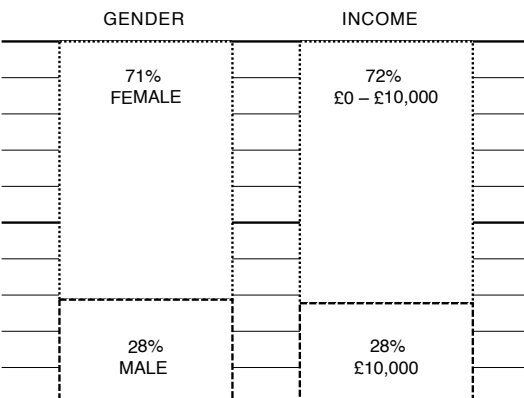 GENDER INCOME
71%
FEMALE
72%
£0 – £10,000
28%
MALE
28%
£10,000